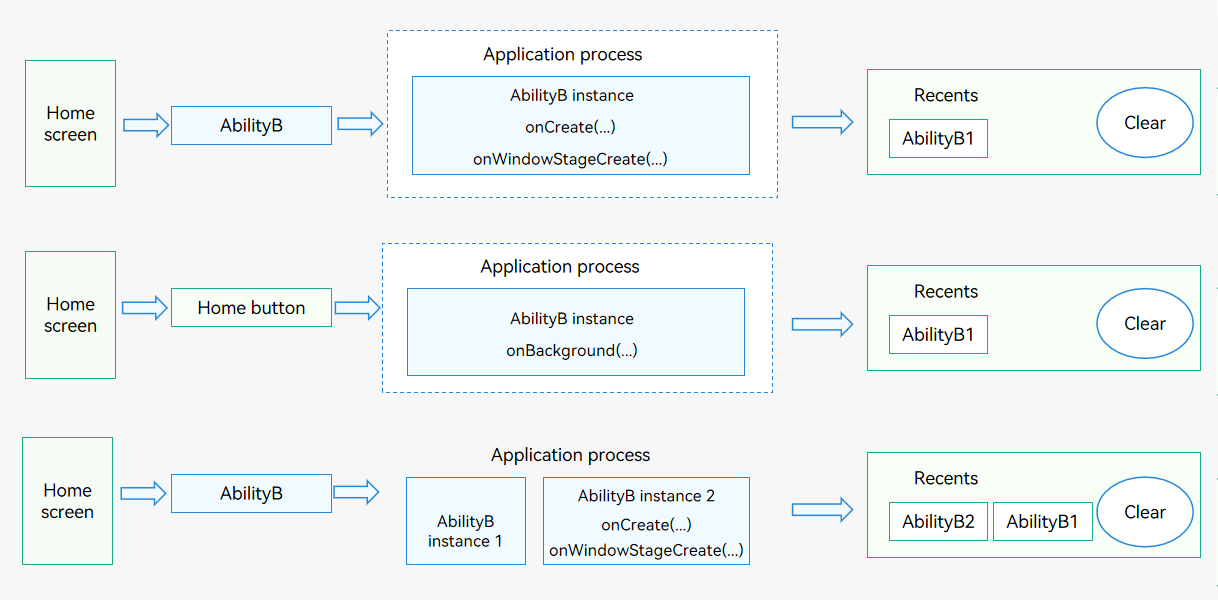 Home
screen
AbilityB
Application process
AbilityB instance
onCreate(...)
onWindowStageCreate(...)
Recents
AbilityB1
Clear
Home
screen
Home button
Application process
AbilityB instance
onBackground(...)
Recents
AbilityB1
Clear
Home
screen
AbilityB
Application process
AbilityB
instance 1
AbilityB instance 2
onCreate(...)
onWindowStageCreate(...)
Recents
AbilityB2
AbilityB1
Clear